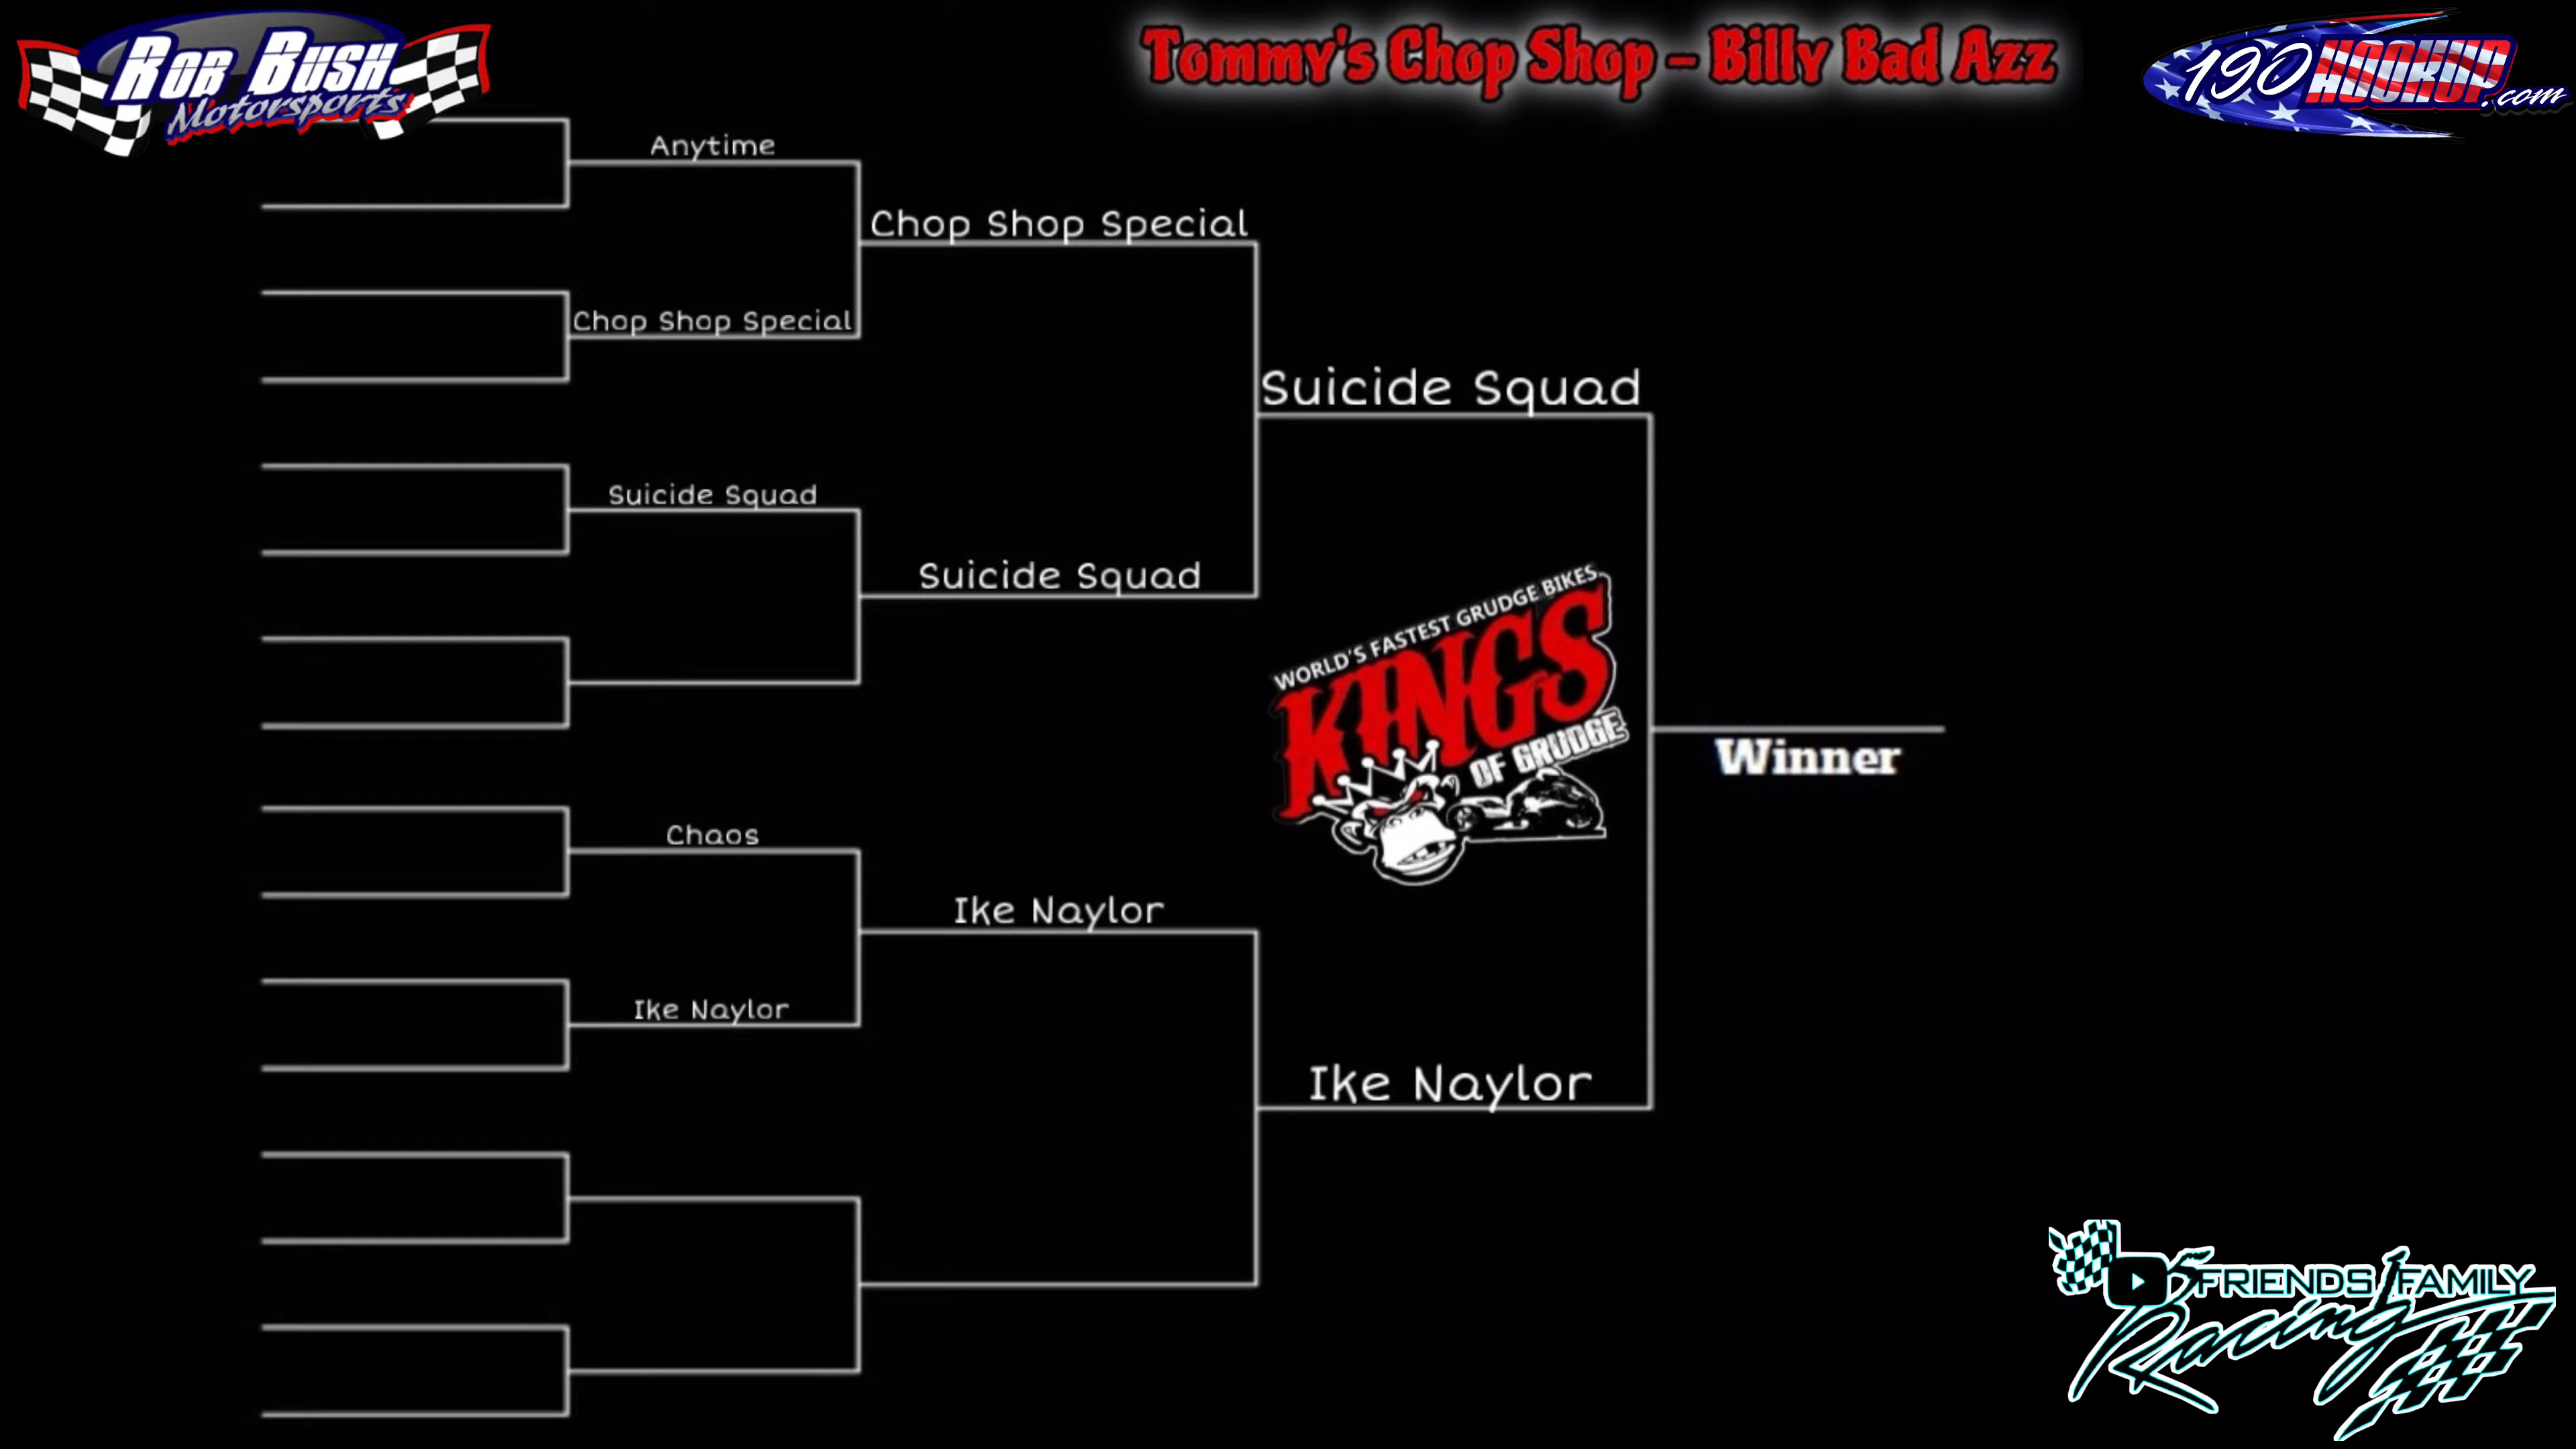 Rob Bush
Motorsports
Tommy's Chop Shop - Billy Bad Azz
190HOOKUP.com
Anytime
Chop Shop Special
Chop Shop Special
Suicide Squad
Suicide Squad
Suicide Squad
WORLD'S FASTEST GRUDGE BIKES
KINGS
OF GRUDGE
Winner
Chaos
Ike Naylor
Ike Naylor
Ike Naylor
FRIENDS FAMILY
Racing